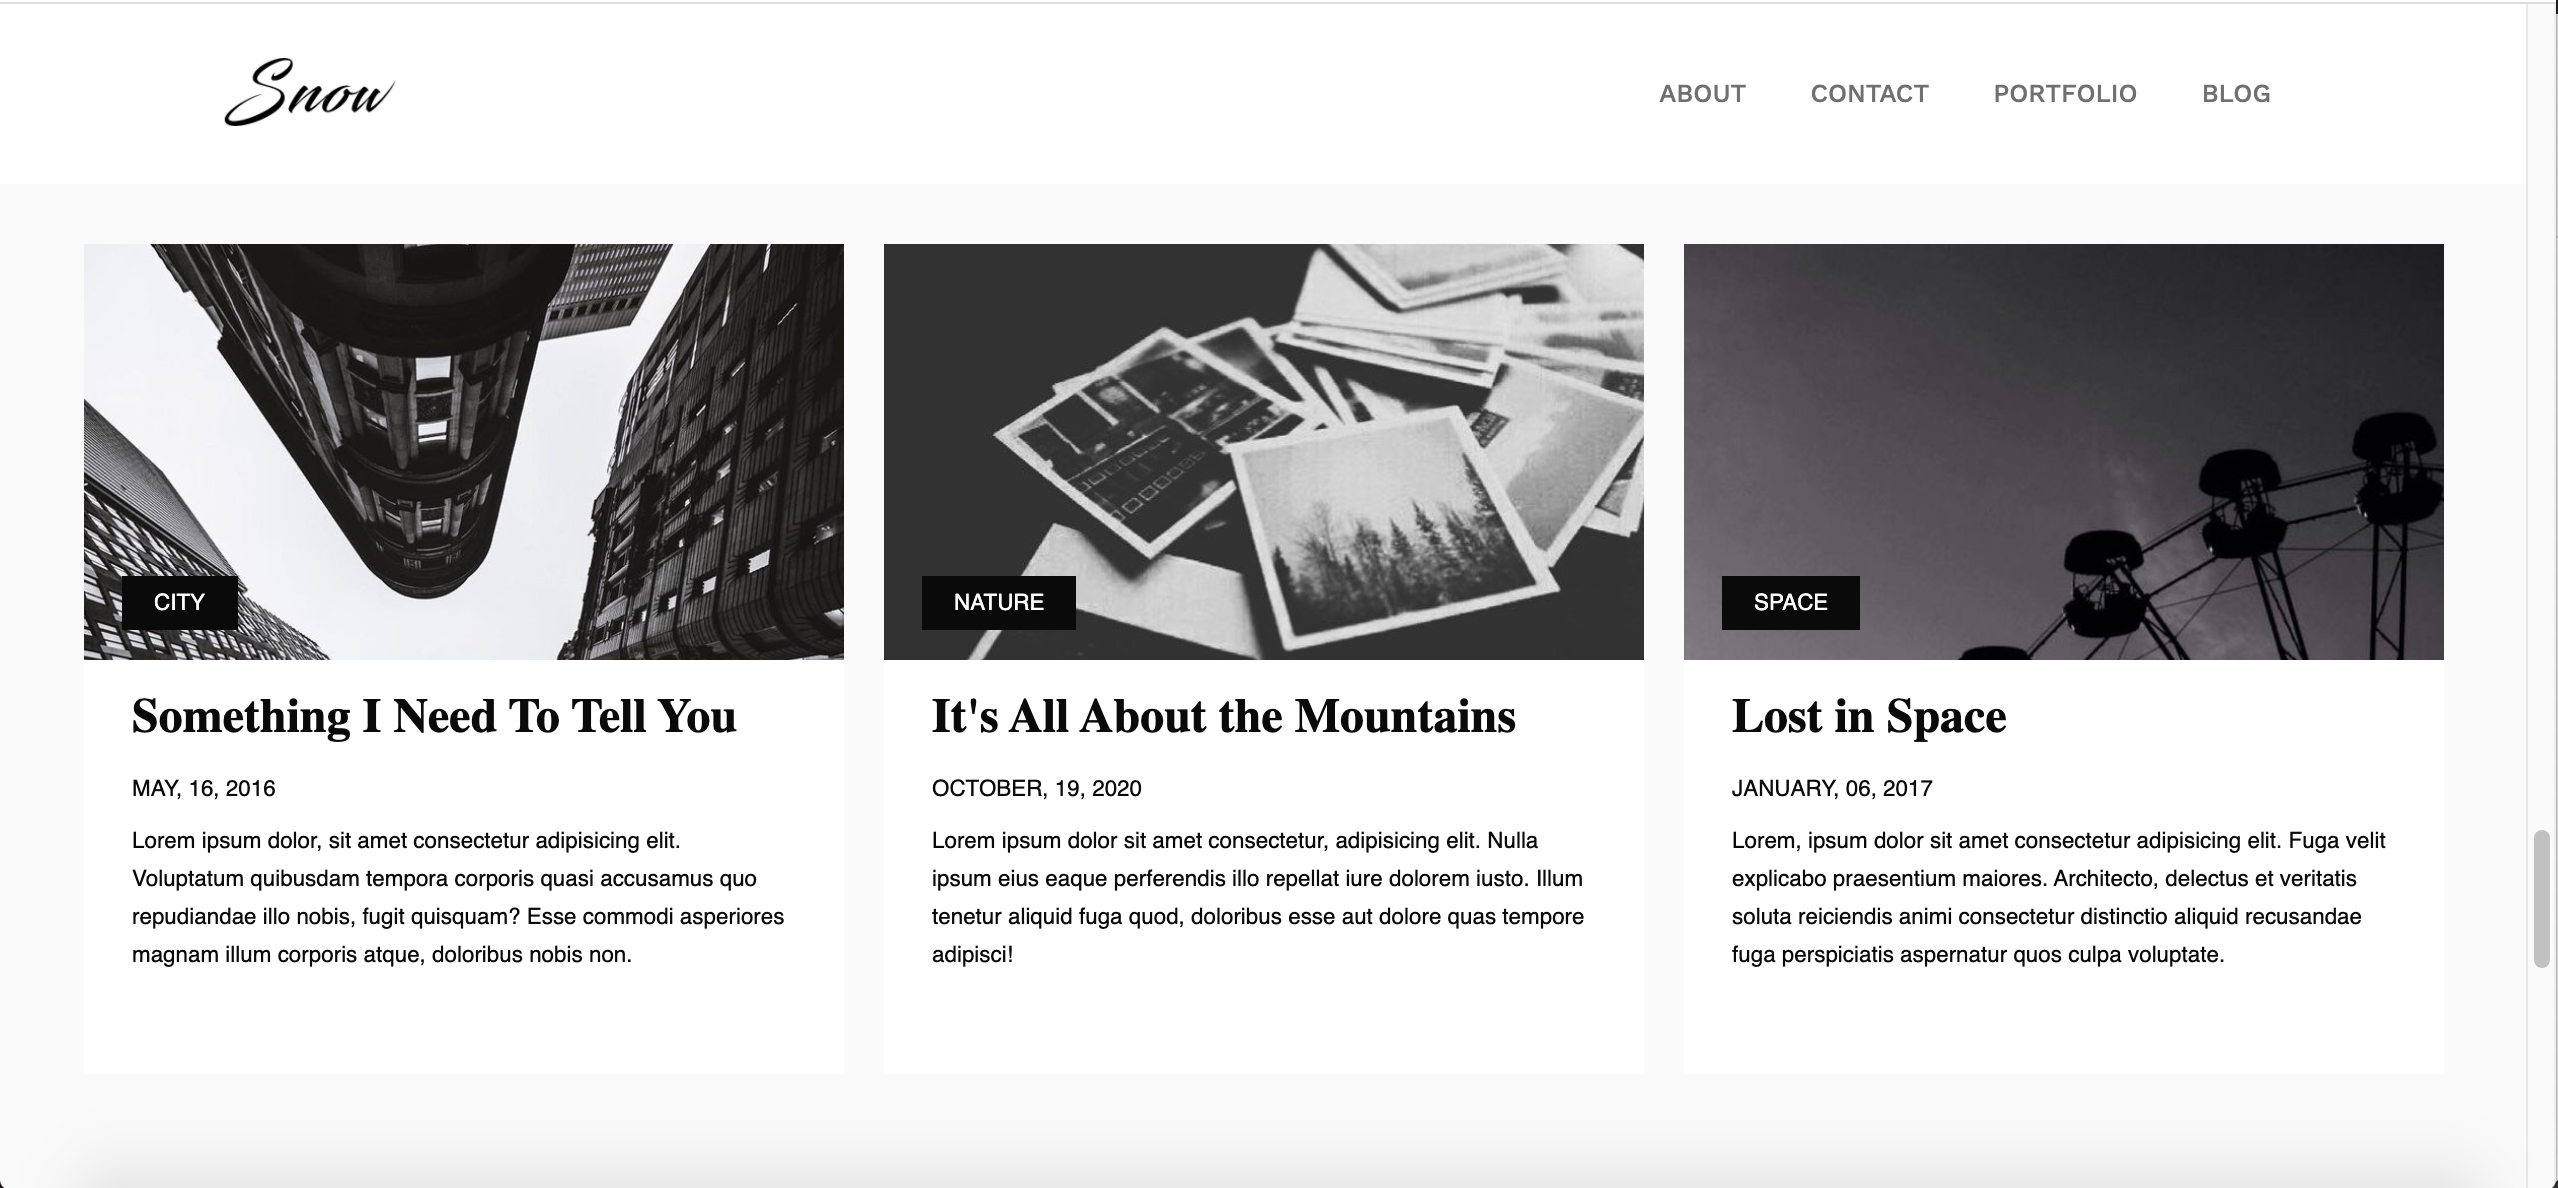 Snow
ABOUT CONTACT PORTFOLIO BLOG
CITY
Something I Need To Tell You
MAY, 16, 2016
Lorem ipsum dolor, sit amet consectetur adipisicing elit.
Voluptatum quibusdam tempora corporis quasi accusamus quo
repudiandae illo nobis, fugit quisquam? Esse commodi asperiores
magnam illum corporis atque, doloribus nobis non.
NATURE
It's All About the Mountains
OCTOBER, 19, 2020
Lorem ipsum dolor sit amet consectetur, adipisicing elit. Nulla
ipsum eius eaque perferendis illo repellat iure dolorem iusto. Illum
tenetur aliquid fuga quod, doloribus esse aut dolore quas tempore
adipisci!
SPACE
Lost in Space
JANUARY, 06, 2017
Lorem, ipsum dolor sit amet consectetur adipisicing elit. Fuga velit
explicabo praesentium maiores. Architecto, delectus et veritatis
soluta reiciendis animi consectetur distinctio aliquid recusandae
fuga perspiciatis aspernatur quos culpa voluptate.